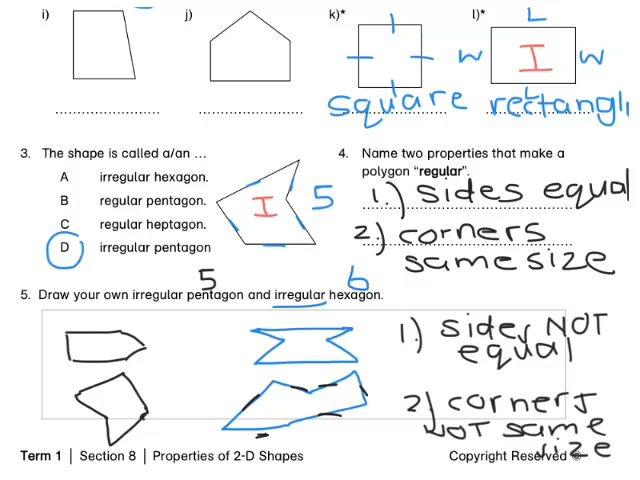 i) j) k)* l)* L
W I W
L
square rectangl
3. The shape is called a/an ... 4. Name two properties that make a
A irregular hexagon. polygon "regular".
B regular pentagon. I 5 1.) sides equal
C regular heptagon. 2.) corners
D irregular pentagon same size
5 6
5. Draw your own irregular pentagon and irregular hexagon.
1.) sides NOT
equal
2) corners
NOT same
size
Term 1 | Section 8 | Properties of 2-D Shapes Copyright Reserved ©